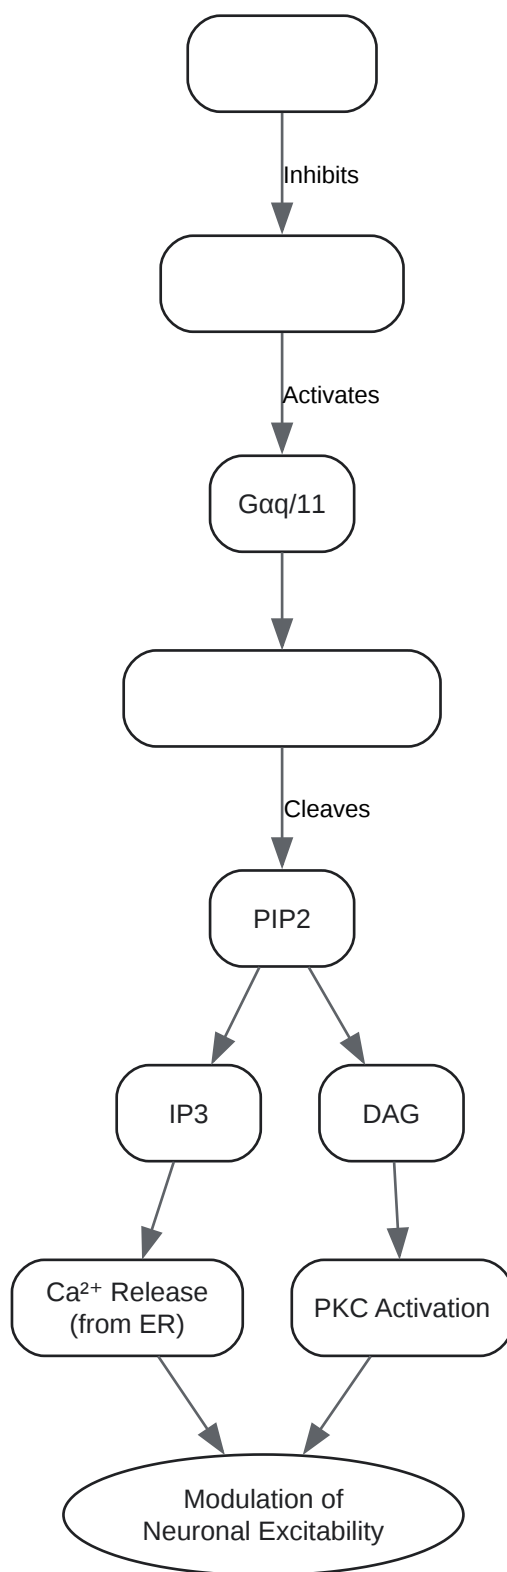 Inhibits
Activates
Gαq/11
Cleaves
PIP2
IP3
DAG
Ca²⁺ Release
(from ER)
PKC Activation
Modulation of
Neuronal Excitability